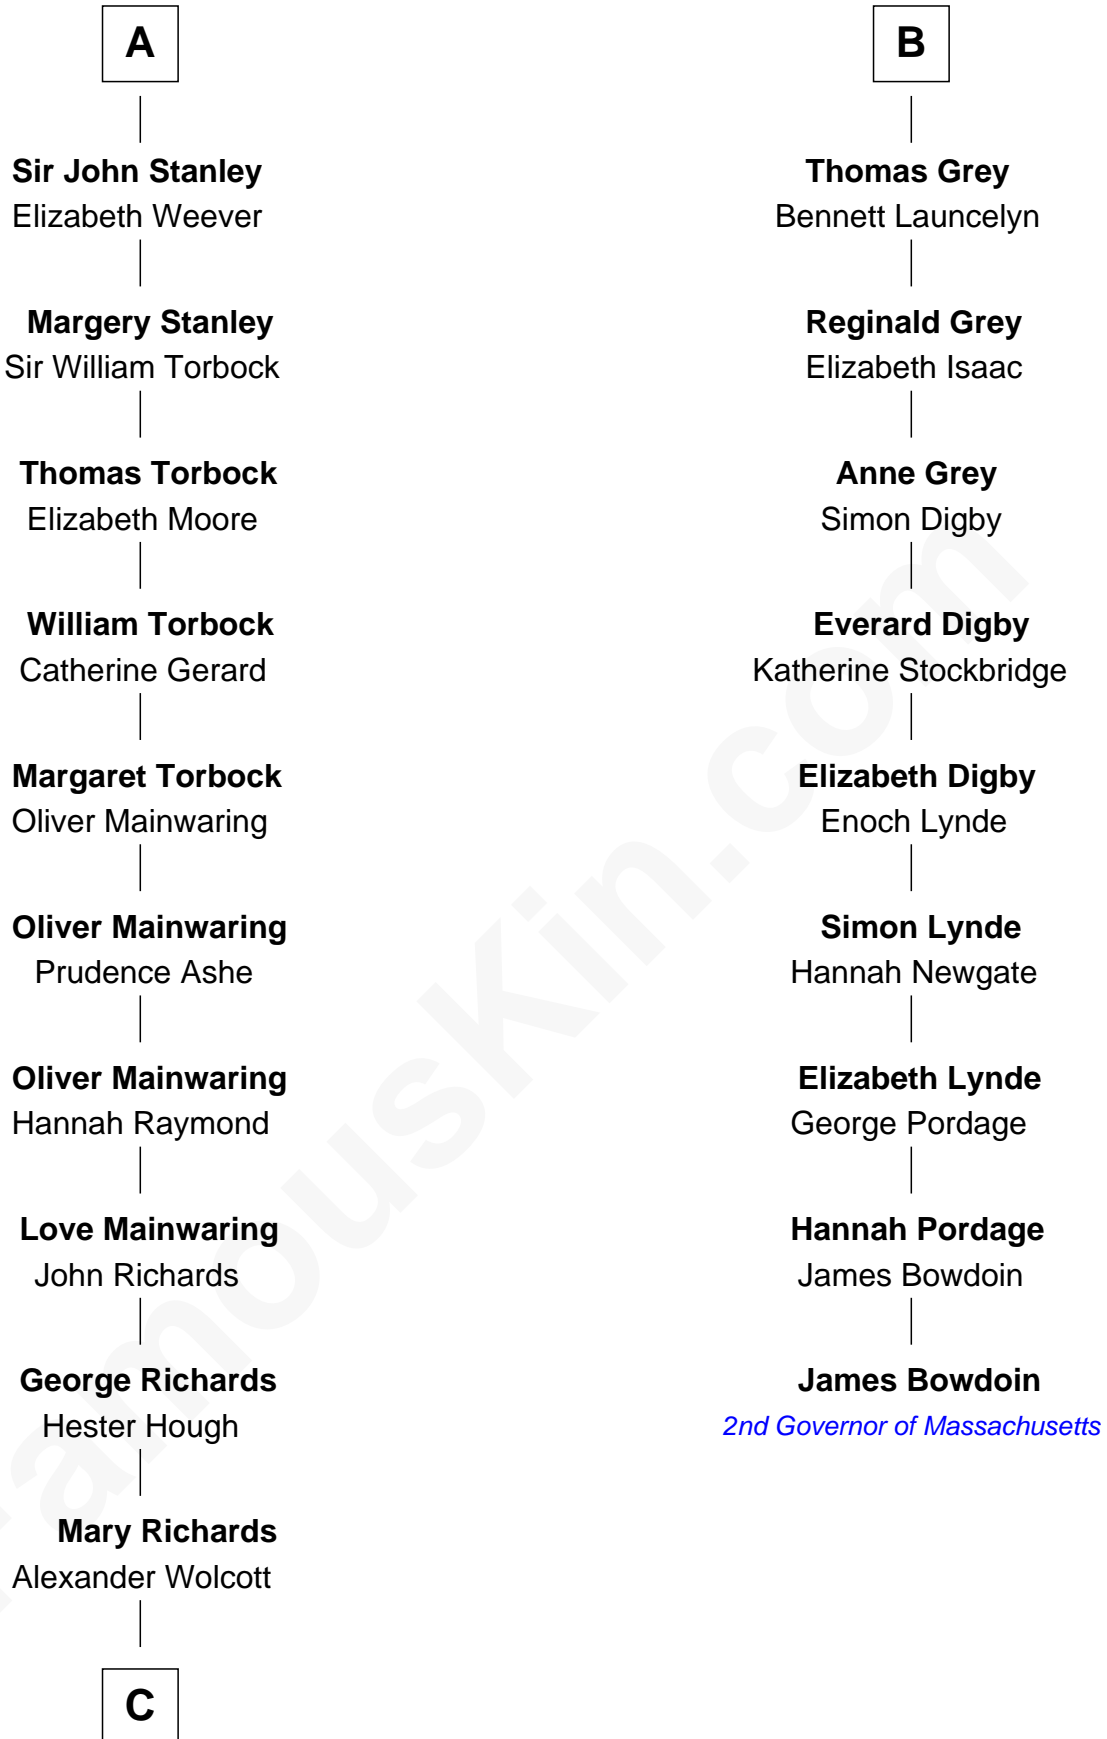 A
Sir John Stanley
Elizabeth Weever
Margery Stanley
Sir William Torbock
Thomas Torbock
Elizabeth Moore
William Torbock
Catherine Gerard
Margaret Torbock
Oliver Mainwaring
Oliver Mainwaring
Prudence Ashe
Oliver Mainwaring
Hannah Raymond
Love Mainwaring
John Richards
George Richards
Hester Hough
Mary Richards
Alexander Wolcott
C
B
Thomas Grey
Bennett Launcelyn
Reginald Grey
Elizabeth Isaac
Anne Grey
Simon Digby
Everard Digby
Katherine Stockbridge
Elizabeth Digby
Enoch Lynde
Simon Lynde
Hannah Newgate
Elizabeth Lynde
George Pordage
Hannah Pordage
James Bowdoin
James Bowdoin
2nd Governor of Massachusetts
FamousKin.com